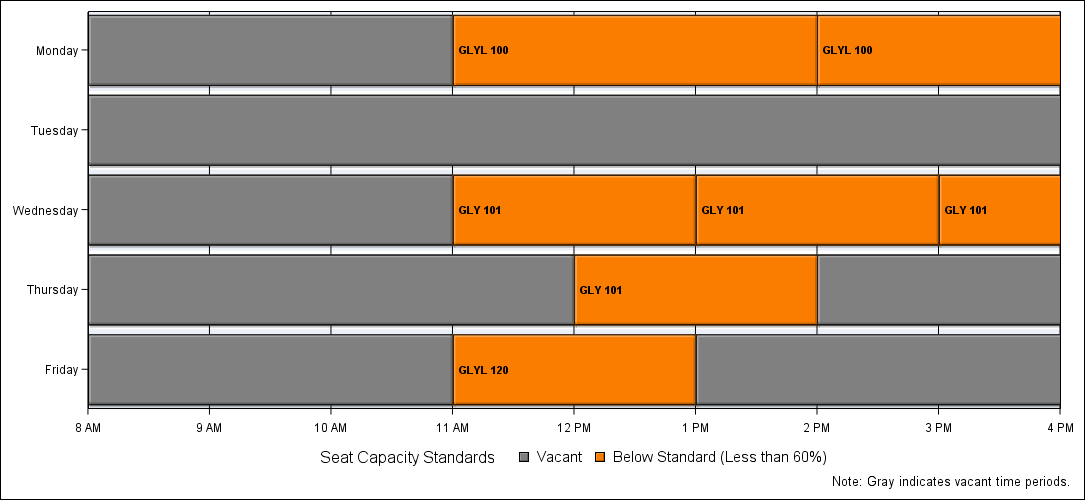 Monday GLYL 100 GLYL 100
Tuesday
Wednesday GLY 101 GLY 101 GLY 101
Thursday GLY 101
Friday GLYL 120
8 AM 9 AM 10 AM 11 AM 12 PM 1 PM 2 PM 3 PM 4 PM
Seat Capacity Standards Vacant Below Standard (Less than 60%)
Note: Gray indicates vacant time periods.